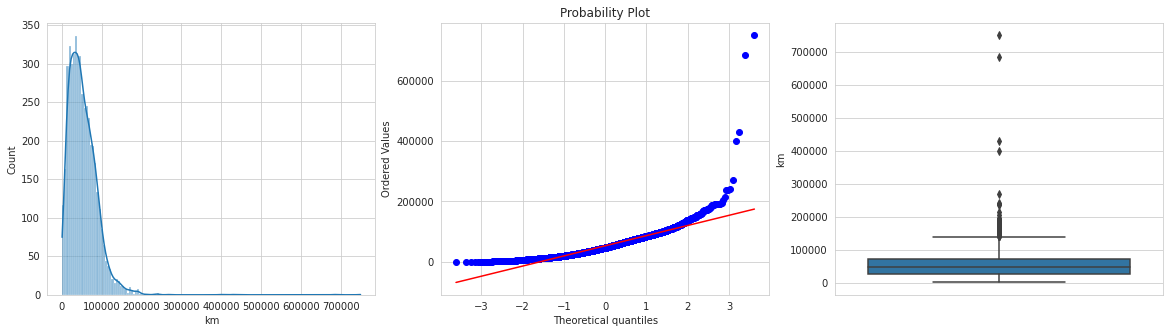 350
300
250
200
150
100
50
0
Count
0 100000 200000 300000 400000 500000 600000 700000
km
Probability Plot
600000
400000
200000
0
Ordered Values
−3 −2 −1 0 1 2 3
Theoretical quantiles
700000
600000
500000
400000
300000
200000
100000
0
km